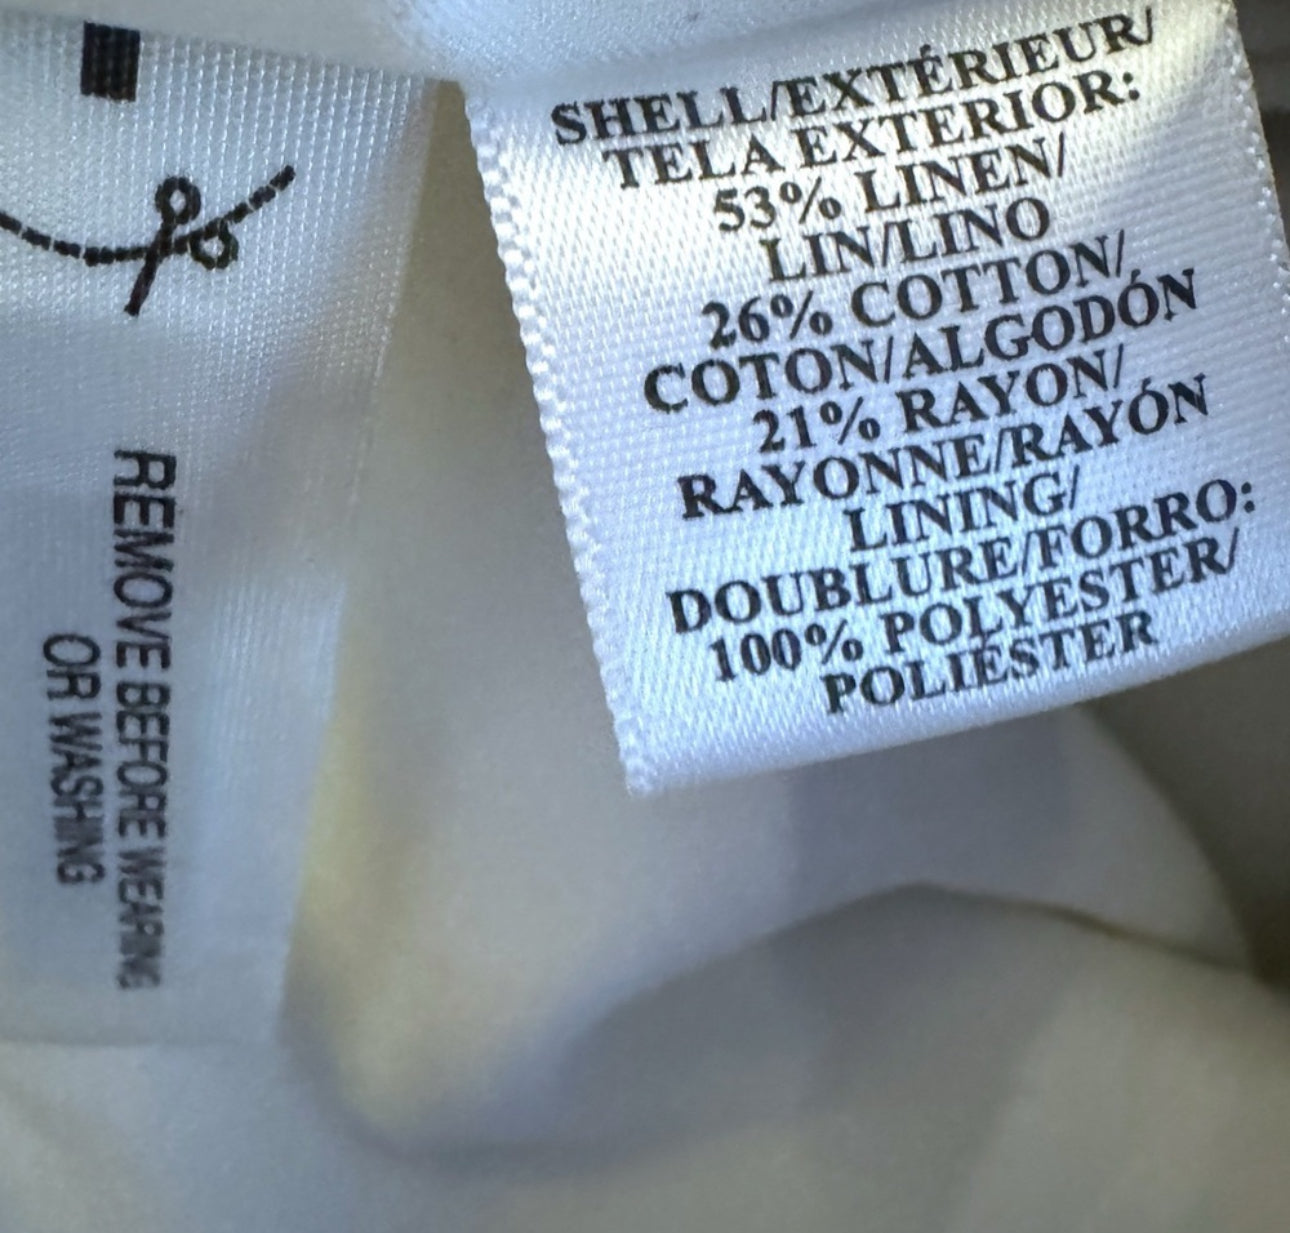 SHELL/EXTÉRIEUR/
TELA EXTERIOR:
53% LINEN/
LIN/LINO
26% COTTON/
COTON/ALGODÓN
21% RAYON/
RAYONNE/RAYÓN
LINING/
DOUBLURE/FORRO:
100% POLYESTER/
POLIÉSTER
REMOVE BEFORE WEARING
OR WASHING